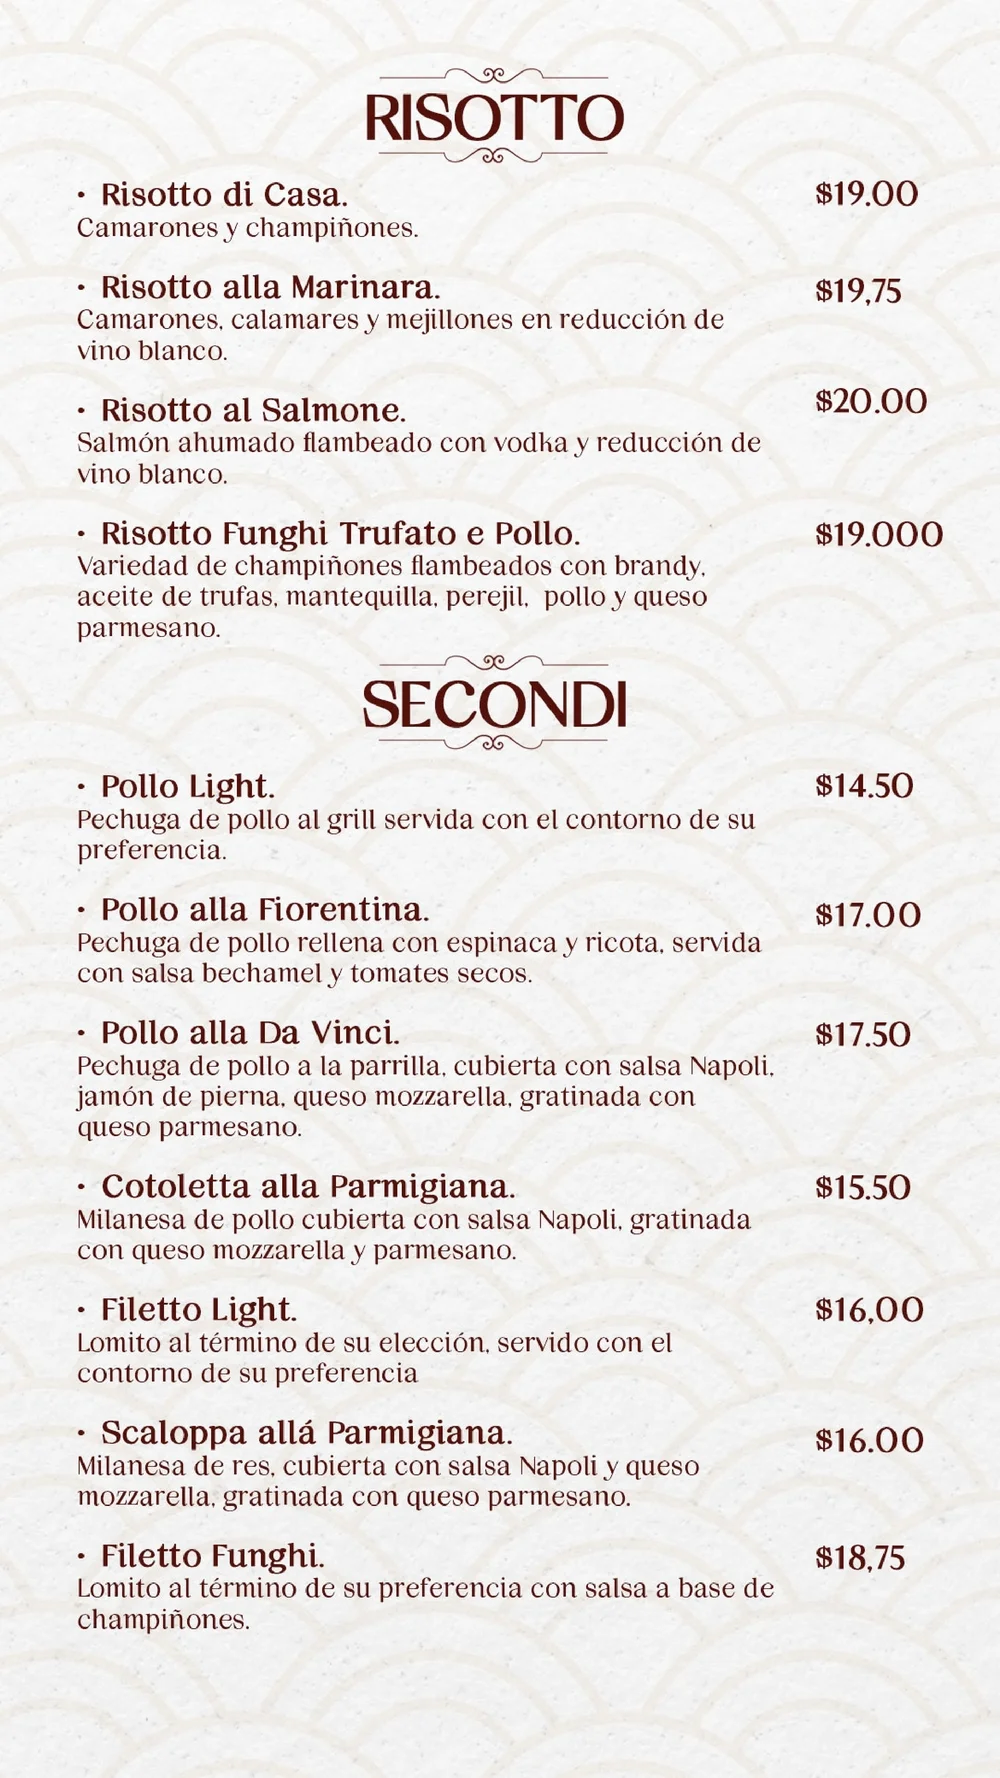 RISOTTO
• Risotto di Casa. $19.00
Camarones y champiñones.
• Risotto alla Marinara. $19,75
Camarones, calamares y mejillones en reducción de
vino blanco.
• Risotto al Salmone. $20.00
Salmón ahumado flambeado con vodka y reducción de
vino blanco.
• Risotto Funghi Trufato e Pollo. $19.000
Variedad de champiñones flambeados con brandy,
aceite de trufas, mantequilla, perejil, pollo y queso
parmesano.
SECONDI
• Pollo Light. $14.50
Pechuga de pollo al grill servida con el contorno de su
preferencia.
• Pollo alla Fiorentina. $17.00
Pechuga de pollo rellena con espinaca y ricota, servida
con salsa bechamel y tomates secos.
• Pollo alla Da Vinci. $17.50
Pechuga de pollo a la parrilla, cubierta con salsa Napoli,
jamón de pierna, queso mozzarella, gratinada con
queso parmesano.
• Cotoletta alla Parmigiana. $15.50
Milanesa de pollo cubierta con salsa Napoli, gratinada
con queso mozzarella y parmesano.
• Filetto Light. $16,00
Lomito al término de su elección, servido con el
contorno de su preferencia
• Scaloppa allá Parmigiana. $16.00
Milanesa de res, cubierta con salsa Napoli y queso
mozzarella, gratinada con queso parmesano.
• Filetto Funghi. $18,75
Lomito al término de su preferencia con salsa a base de
champiñones.